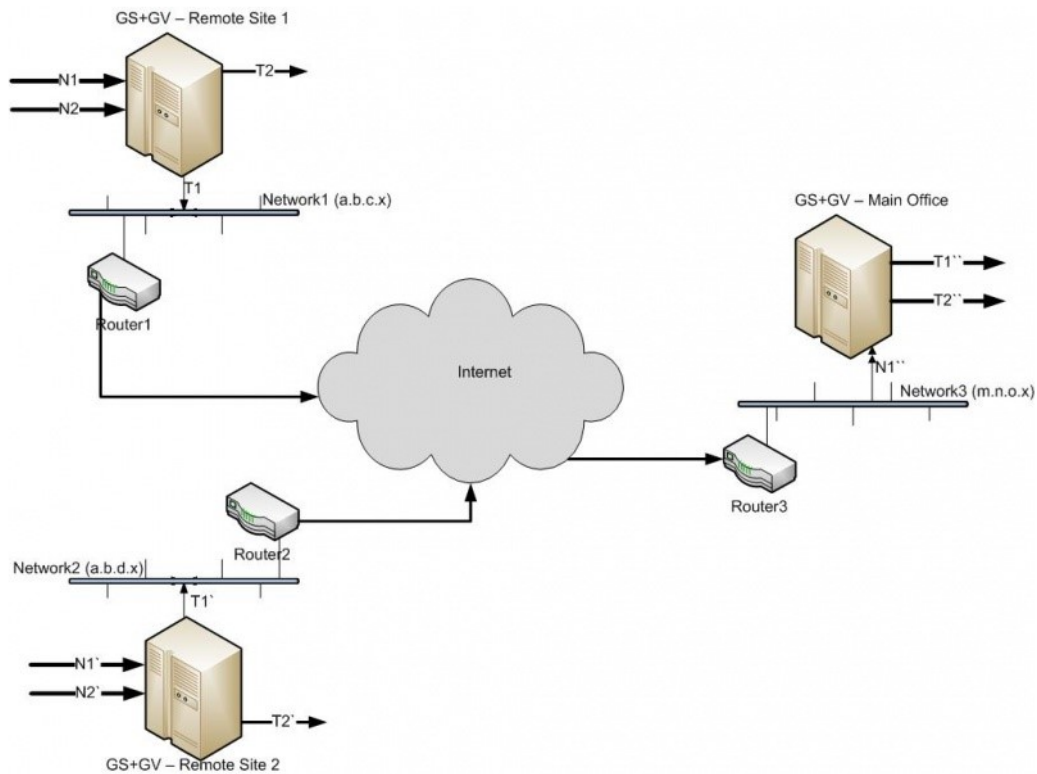 GS+GV – Remote Site 1
N1
T2
N2
T1
Network1 (a.b.c.x)
Router1
GS+GV – Main Office
T1``
T2``
N1``
Network3 (m.n.o.x)
Internet
Router3
Router2
Network2 (a.b.d.x)
T1`
N1`
N2`
T2`
GS+GV – Remote Site 2